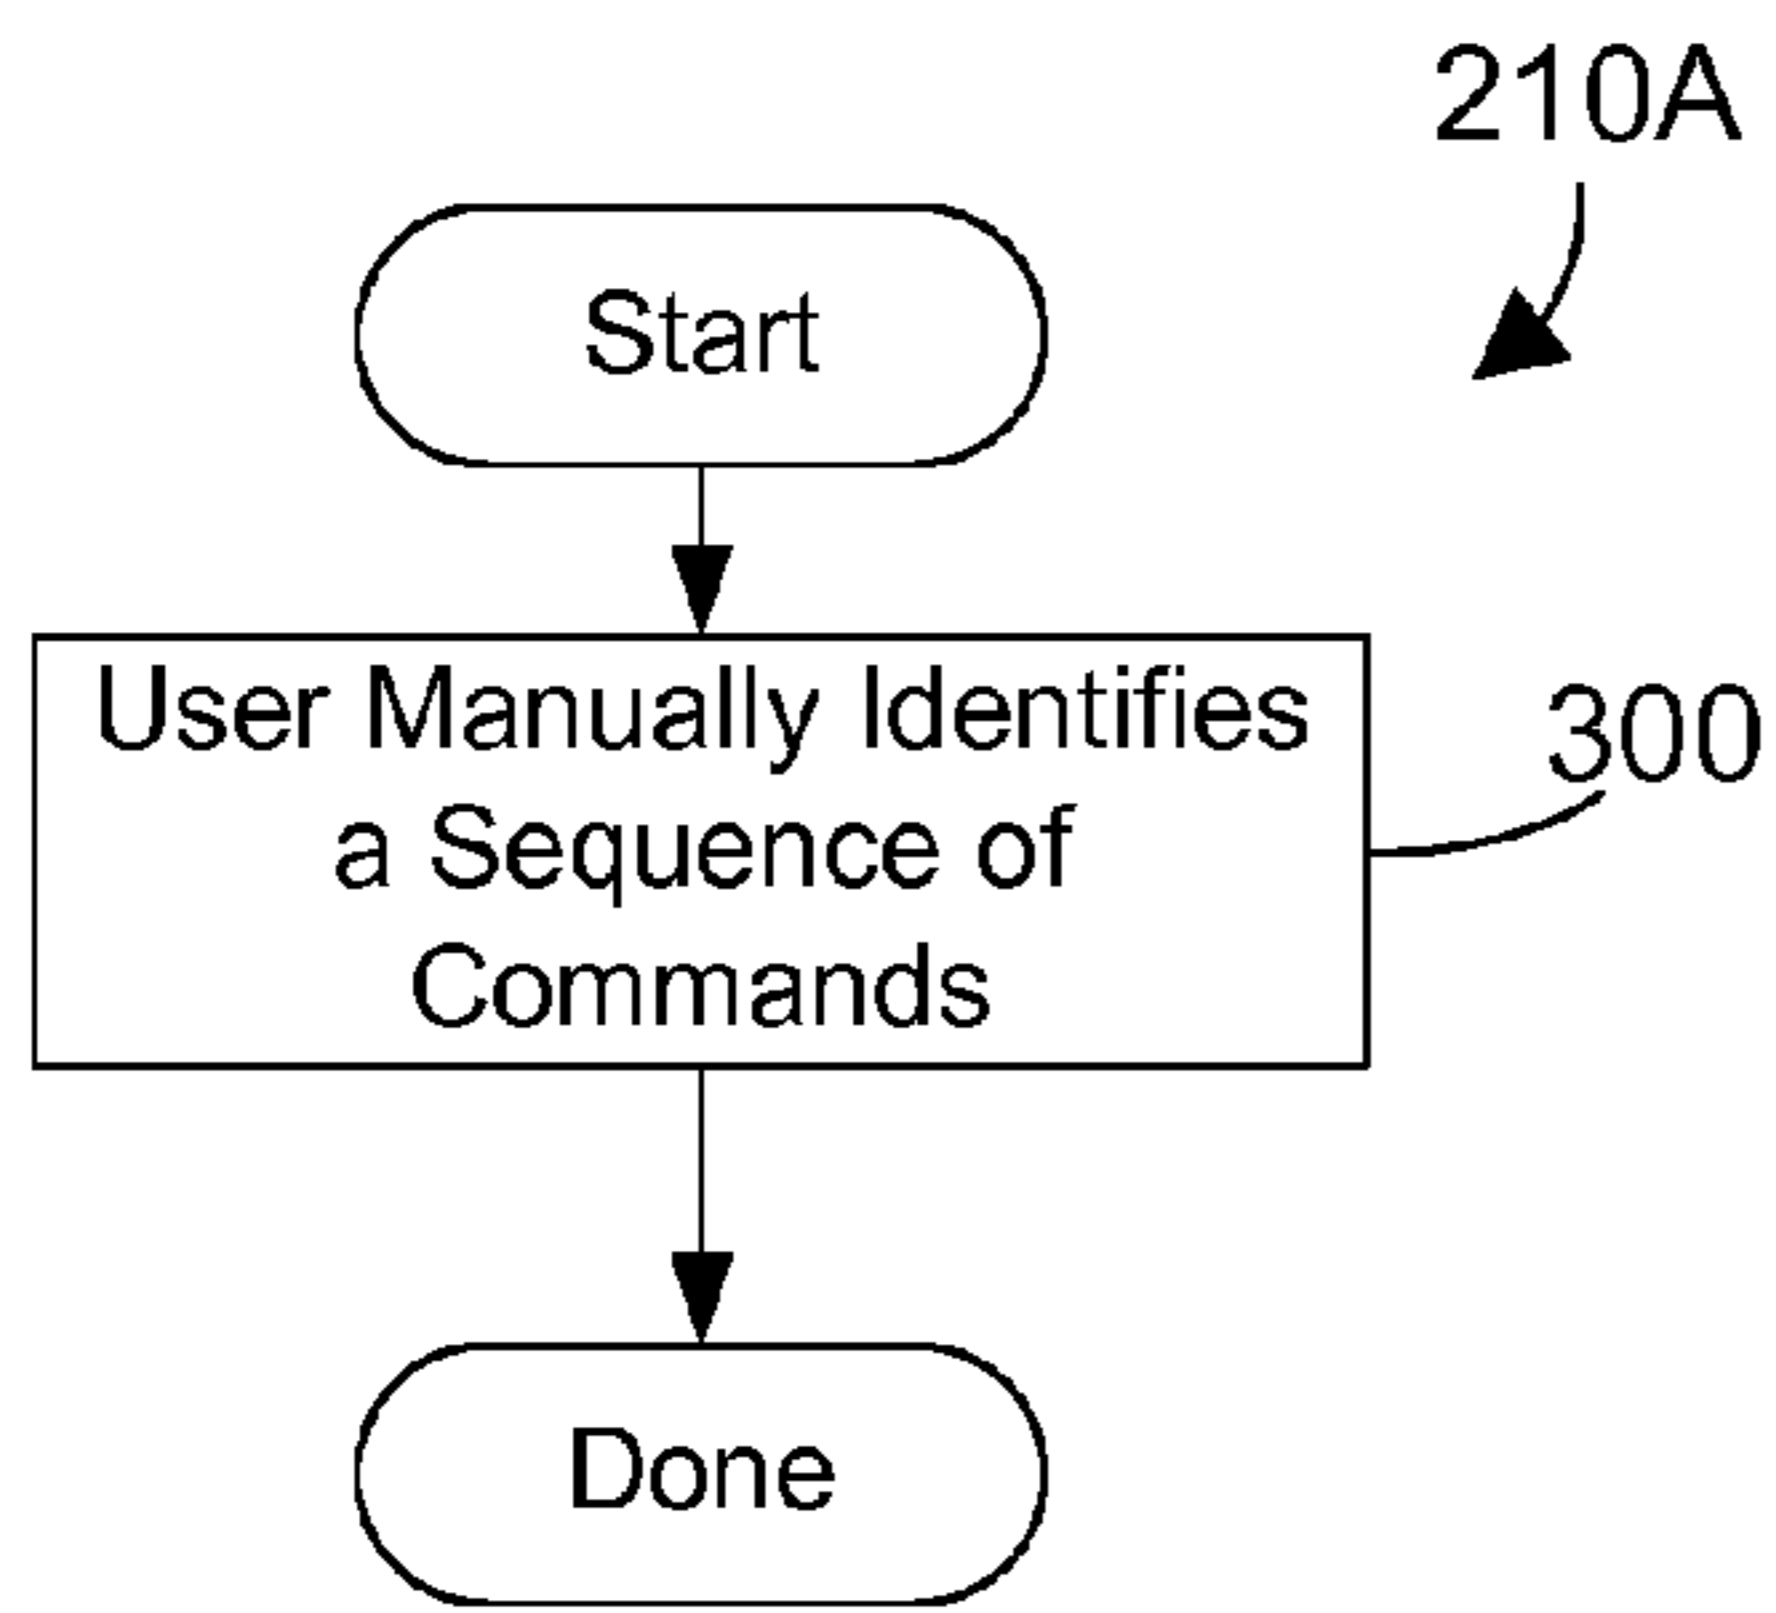 210A
Start
User Manually Identifies
a Sequence of
Commands
300
Done